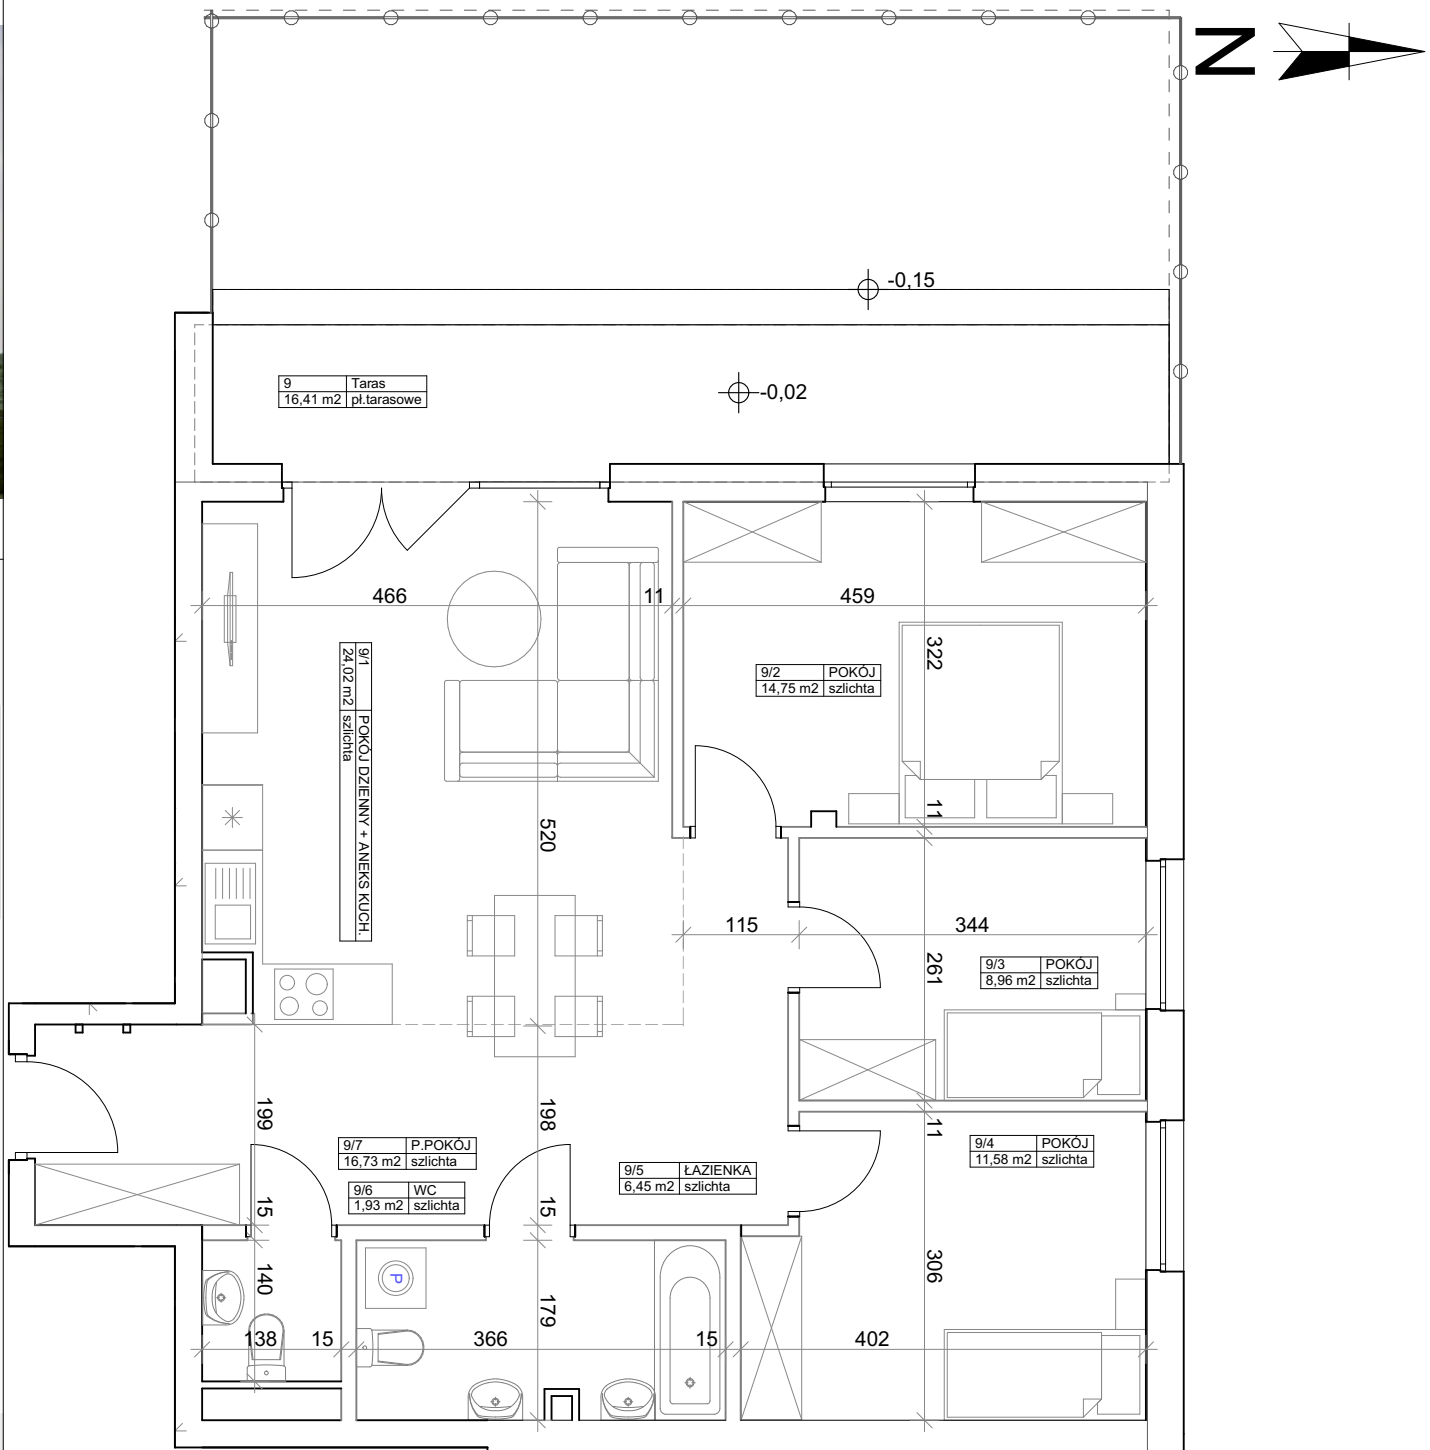 N
-0,15
9 Taras
16,41 m2 pł.tarasowe
-0,02
466
11
459
322
9/1 POKÓJ DZIENNY + ANEKS KUCH.
24,02 m2 szlichta
9/2 POKÓJ
14,75 m2 szlichta
11
520
115
344
261
9/3 POKÓJ
8,96 m2 szlichta
199
198
11
9/7 P.POKÓJ
16,73 m2 szlichta
9/4 POKÓJ
11,58 m2 szlichta
9/5 ŁAZIENKA
6,45 m2 szlichta
9/6 WC
1,93 m2 szlichta
15
15
140
P
306
179
138
15
366
15
402